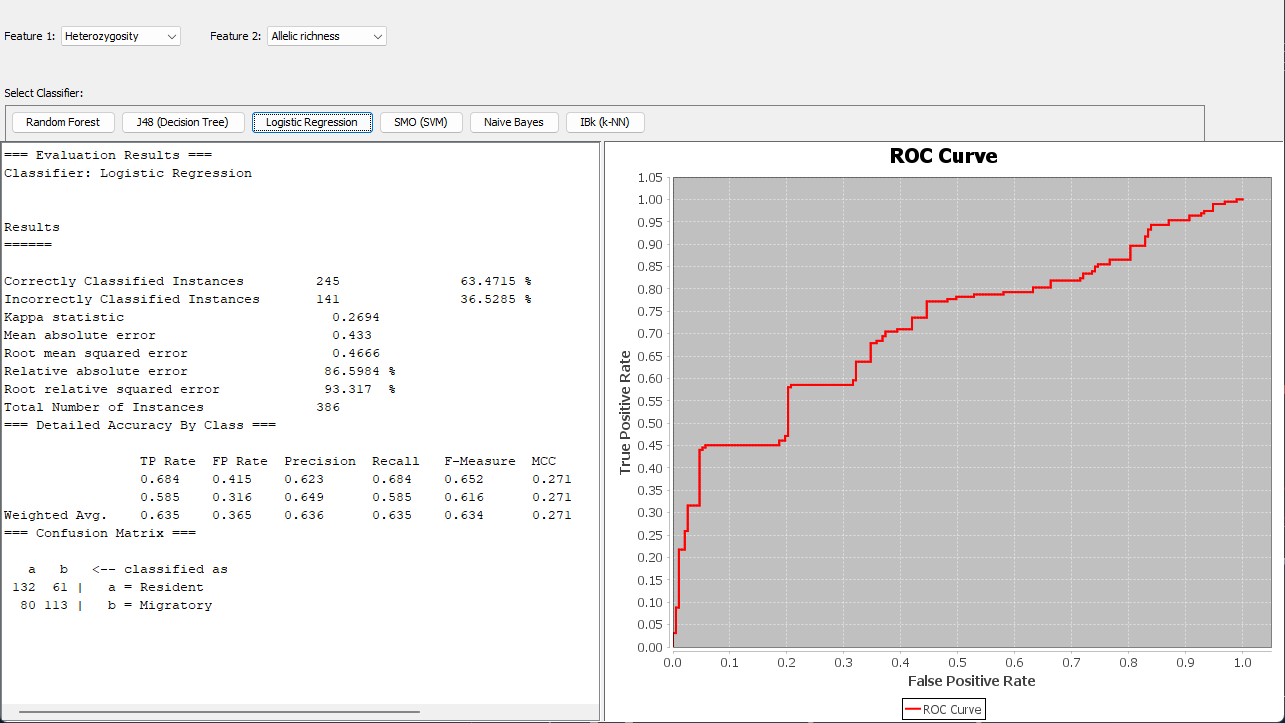 Feature 1: Heterozygosity Feature 2: Allelic richness
Select Classifier:
Random Forest J48 (Decision Tree) Logistic Regression SMO (SVM) Naive Bayes IBk (k-NN)
=== Evaluation Results ===
Classifier: Logistic Regression
Results
======
Correctly Classified Instances 245 63.4715 %
Incorrectly Classified Instances 141 36.5285 %
Kappa statistic 0.2694
Mean absolute error 0.433
Root mean squared error 0.4666
Relative absolute error 86.5984 %
Root relative squared error 93.317 %
Total Number of Instances 386
=== Detailed Accuracy By Class ===
TP Rate FP Rate Precision Recall F-Measure MCC
0.684 0.415 0.623 0.684 0.652 0.271
0.585 0.316 0.649 0.585 0.616 0.271
Weighted Avg. 0.635 0.365 0.636 0.635 0.634 0.271
=== Confusion Matrix ===
a b <-- classified as
132 61 | a = Resident
80 113 | b = Migratory
ROC Curve
True Positive Rate
1.05
1.00
0.95
0.90
0.85
0.80
0.75
0.70
0.65
0.60
0.55
0.50
0.45
0.40
0.35
0.30
0.25
0.20
0.15
0.10
0.05
0.00
0.0 0.1 0.2 0.3 0.4 0.5 0.6 0.7 0.8 0.9 1.0
False Positive Rate
ROC Curve